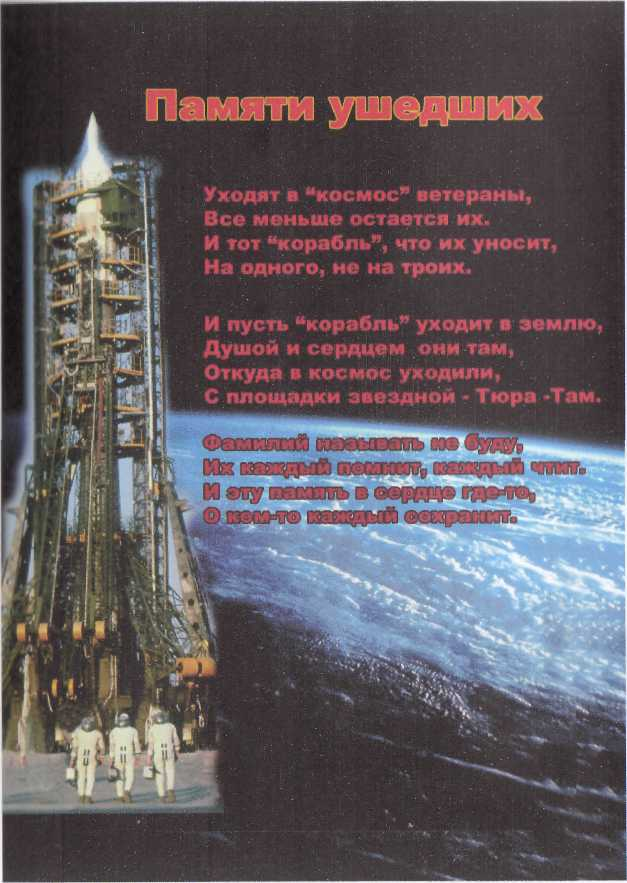 Памяти ушедших
Уходят в “космос” ветераны,
Все меньше остается их.
И тот “корабль”, что их уносит,
На одного, не на троих.
И пусть “корабль” уходит в землю,
Душой и сердцем они там,
Откуда в космос уходили,
С площадки звездной - Тюра -Там.
Фамилий называть не буду,
Их каждый помнит, каждый чтит.
И эту память в сердце где-то,
О ком-то каждый сохранит.